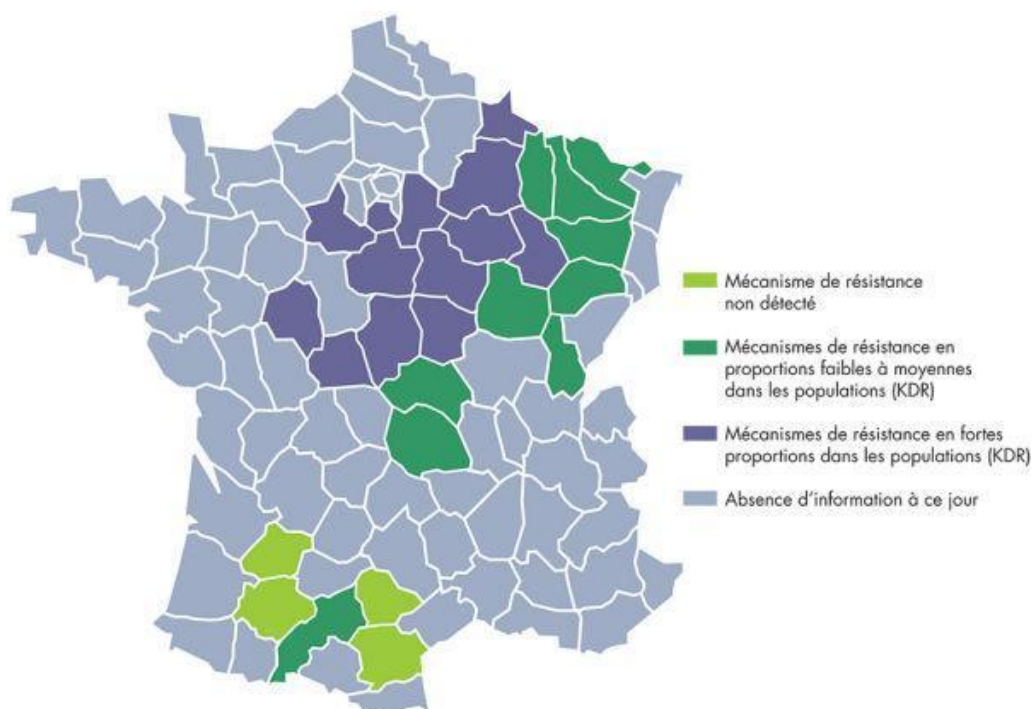 Mécanisme de résistance
non détecté
Mécanismes de résistance en
proportions faibles à moyennes
dans les populations (KDR)
Mécanismes de résistance en fortes
proportions dans les populations (KDR)
Absence d'information à ce jour